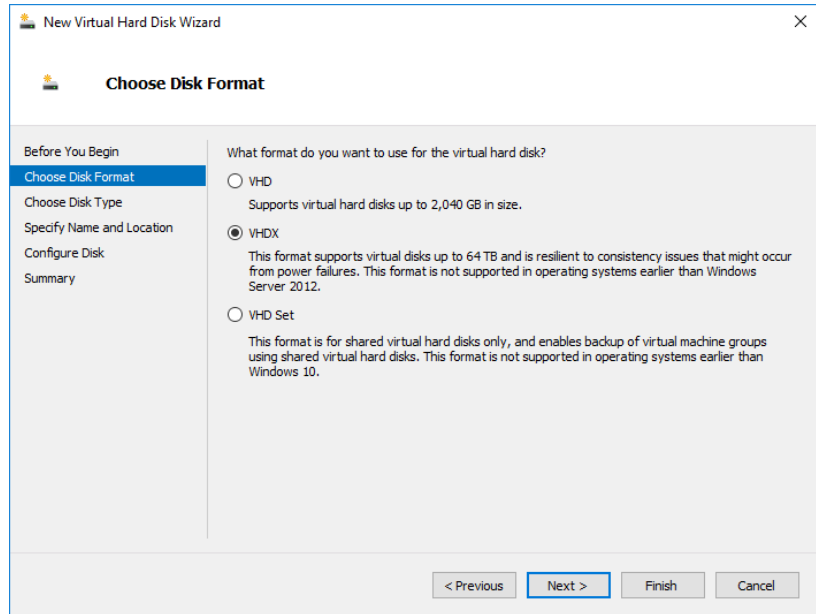 New Virtual Hard Disk Wizard
Choose Disk Format
Before You Begin
Choose Disk Format
Choose Disk Type
Specify Name and Location
Configure Disk
Summary
What format do you want to use for the virtual hard disk?
VHD
Supports virtual hard disks up to 2,040 GB in size.
VHDX
This format supports virtual disks up to 64 TB and is resilient to consistency issues that might occur
from power failures. This format is not supported in operating systems earlier than Windows
Server 2012.
VHD Set
This format is for shared virtual hard disks only, and enables backup of virtual machine groups
using shared virtual hard disks. This format is not supported in operating systems earlier than
Windows 10.
< Previous
Next >
Finish
Cancel